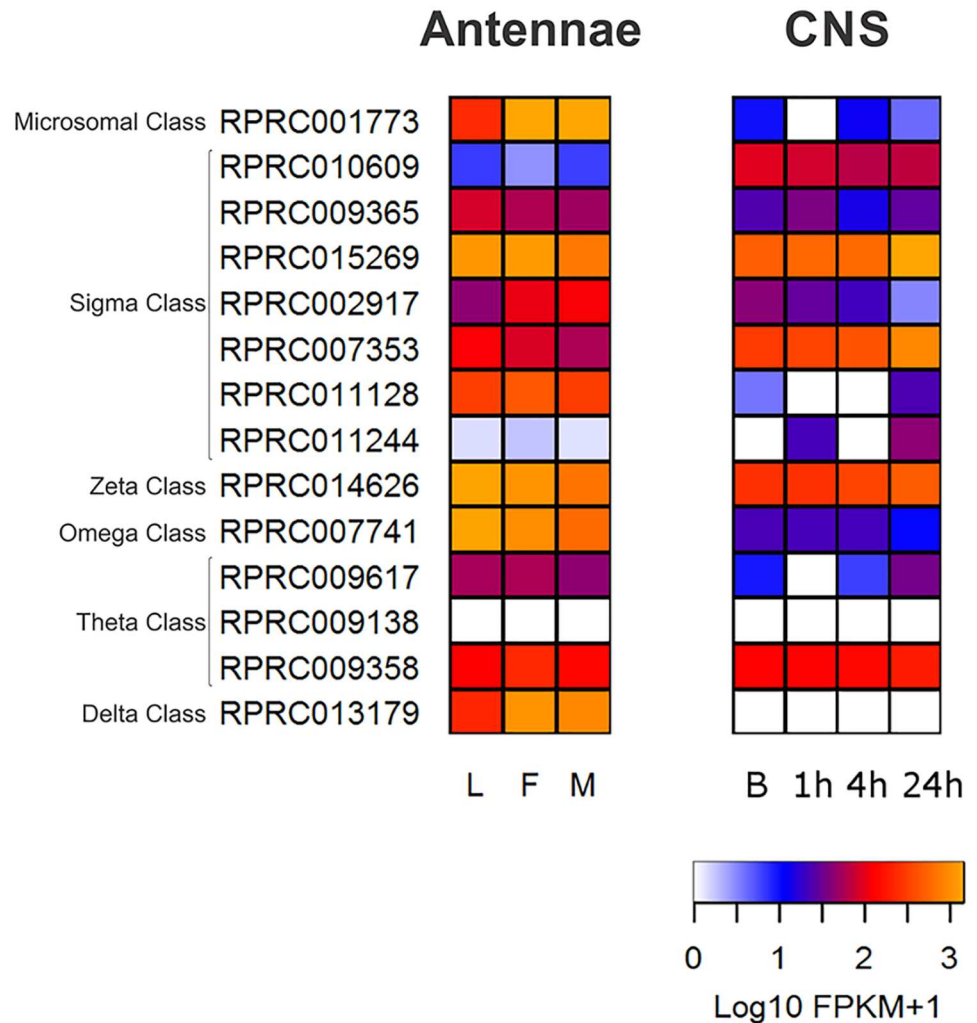 Antennae CNS
Microsomal Class RPRC001773
RPRC010609
RPRC009365
RPRC015269
Sigma Class RPRC002917
RPRC007353
RPRC011128
RPRC011244
Zeta Class RPRC014626
Omega Class RPRC007741
RPRC009617
Theta Class RPRC009138
RPRC009358
Delta Class RPRC013179
L F M B 1h 4h 24h
0 1 2 3
Log10 FPKM+1